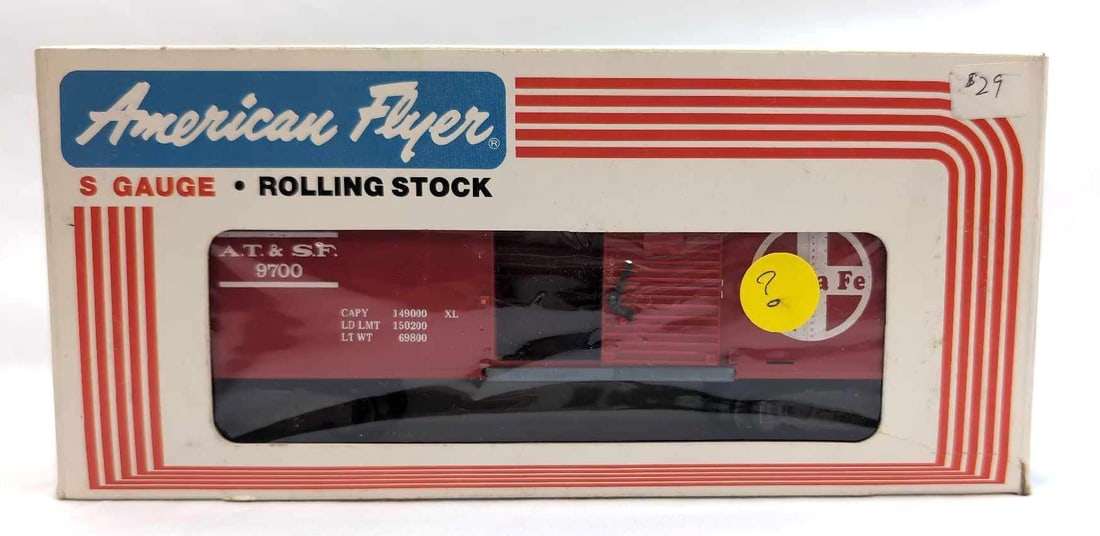 American Flyer®
S GAUGE • ROLLING STOCK
$29
A.T. & S.F.
9700
CAPY 149000 XL
LD LMT 150200
LT WT 69800
?
a Fe